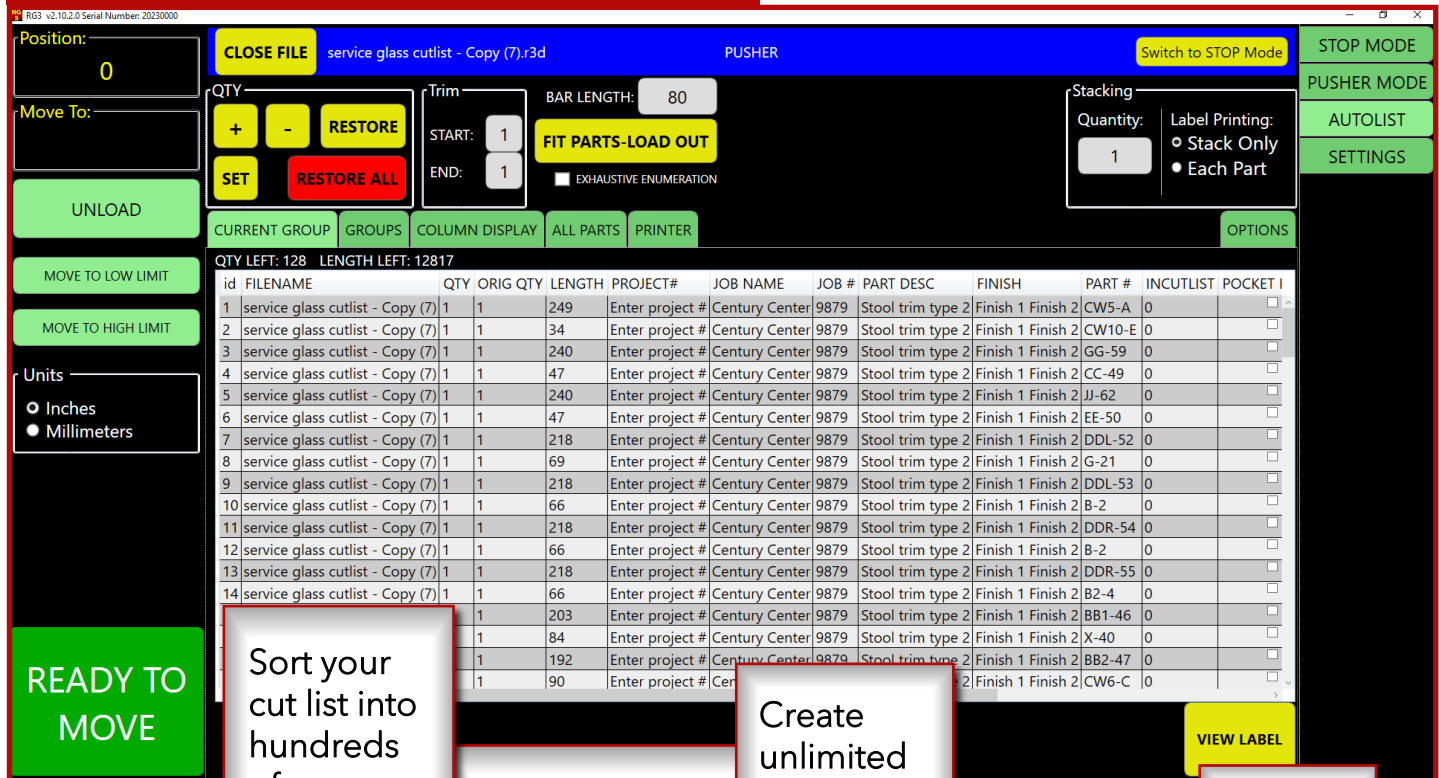 RG3 v2.10.2.0 Serial Number: 20230000
Position:
0
Move To:
UNLOAD
MOVE TO LOW LIMIT
MOVE TO HIGH LIMIT
Units
Inches
Millimeters
READY TO
MOVE
CLOSE FILE service glass cutlist - Copy (7).r3d PUSHER Switch to STOP Mode
QTY
+ - RESTORE
SET RESTORE ALL
Trim
START: 1
END: 1
BAR LENGTH: 80
FIT PARTS-LOAD OUT
EXHAUSTIVE ENUMERATION
Stacking
Quantity:
1
Label Printing:
Stack Only
Each Part
STOP MODE
PUSHER MODE
AUTOLIST
SETTINGS
CURRENT GROUP GROUPS COLUMN DISPLAY ALL PARTS PRINTER OPTIONS
QTY LEFT: 128 LENGTH LEFT: 12817
id FILENAME QTY ORIG QTY LENGTH PROJECT# JOB NAME JOB # PART DESC FINISH PART # INCUTLIST POCKET
1 service glass cutlist - Copy (7) 1 1 249 Enter project # Century Center 9879 Stool trim type 2 Finish 1 Finish 2 CW5-A 0
2 service glass cutlist - Copy (7) 1 1 34 Enter project # Century Center 9879 Stool trim type 2 Finish 1 Finish 2 CW10-E 0
3 service glass cutlist - Copy (7) 1 1 240 Enter project # Century Center 9879 Stool trim type 2 Finish 1 Finish 2 GG-59 0
4 service glass cutlist - Copy (7) 1 1 47 Enter project # Century Center 9879 Stool trim type 2 Finish 1 Finish 2 CC-49 0
5 service glass cutlist - Copy (7) 1 1 240 Enter project # Century Center 9879 Stool trim type 2 Finish 1 Finish 2 JJ-62 0
6 service glass cutlist - Copy (7) 1 1 47 Enter project # Century Center 9879 Stool trim type 2 Finish 1 Finish 2 EE-50 0
7 service glass cutlist - Copy (7) 1 1 218 Enter project # Century Center 9879 Stool trim type 2 Finish 1 Finish 2 DDL-52 0
8 service glass cutlist - Copy (7) 1 1 69 Enter project # Century Center 9879 Stool trim type 2 Finish 1 Finish 2 G-21 0
9 service glass cutlist - Copy (7) 1 1 218 Enter project # Century Center 9879 Stool trim type 2 Finish 1 Finish 2 DDL-53 0
10 service glass cutlist - Copy (7) 1 1 66 Enter project # Century Center 9879 Stool trim type 2 Finish 1 Finish 2 B-2 0
11 service glass cutlist - Copy (7) 1 1 218 Enter project # Century Center 9879 Stool trim type 2 Finish 1 Finish 2 DDR-54 0
12 service glass cutlist - Copy (7) 1 1 66 Enter project # Century Center 9879 Stool trim type 2 Finish 1 Finish 2 B-2 0
13 service glass cutlist - Copy (7) 1 1 218 Enter project # Century Center 9879 Stool trim type 2 Finish 1 Finish 2 DDR-55 0
14 service glass cutlist - Copy (7) 1 1 66 Enter project # Century Center 9879 Stool trim type 2 Finish 1 Finish 2 B2-4 0
1 203 Enter project # Century Center 9879 Stool trim type 2 Finish 1 Finish 2 BB1-46 0
1 84 Enter project # Century Center 9879 Stool trim type 2 Finish 1 Finish 2 X-40 0
1 192 Enter project # Century Center 9879 Stool trim type 2 Finish 1 Finish 2 BB2-47 0
1 90 Enter project # 2 Finish 1 Finish 2 CW6-C 0
Sort your
cut list into
hundreds
Create
unlimited
VIEW LABEL